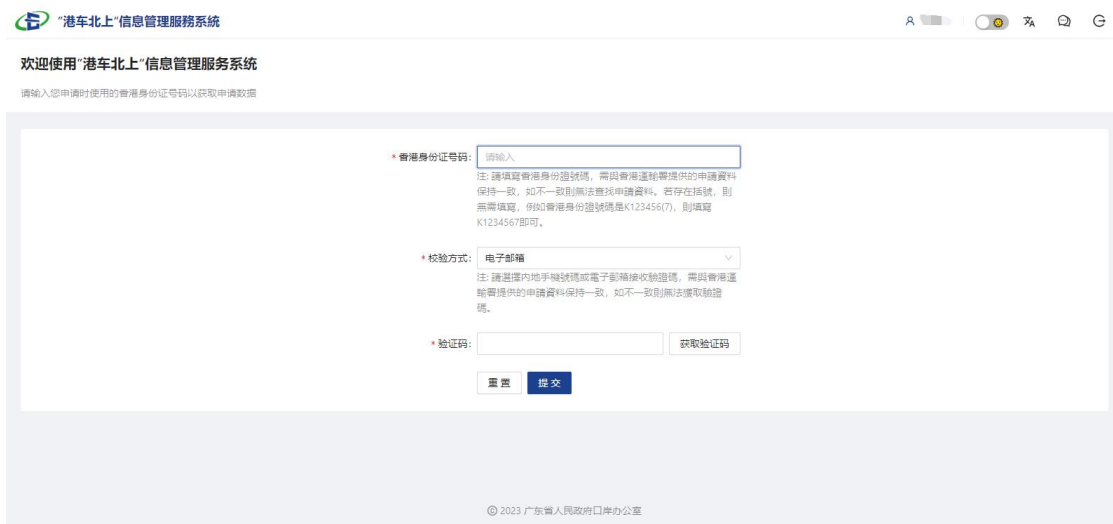 “港车北上”信息管理服務系統
欢迎使用“港车北上”信息管理服务系统
请输入您申请时使用的香港身份证号码以获取申请数据
* 香港身份证号码: 请输入
注: 請填寫香港身份證號碼，需與香港運輸署提供的申請資料
保持一致，如不一致則無法查找申請資料。若存在括號，則
無需填寫，例如香港身份證號碼是K123456(7)，則填寫
K1234567即可。
* 校验方式: 电子邮箱
注: 請選擇内地手機號碼或電子郵箱接收驗證碼，需與香港運
輸署提供的申請資料保持一致，如不一致則無法獲取驗證
碼。
* 验证码: 获取验证码
重置 提交
© 2023 广东省人民政府口岸办公室